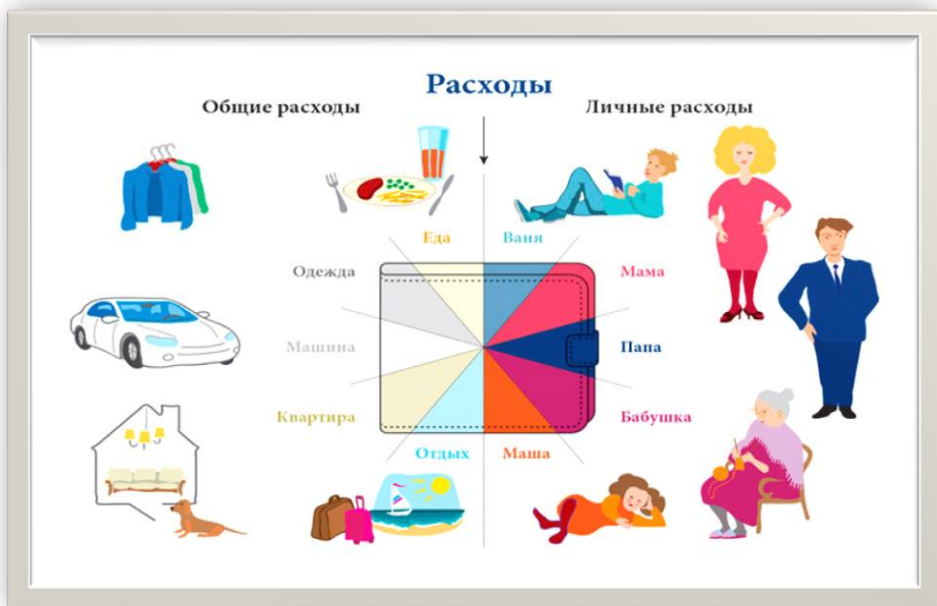 Расходы
Общие расходы
Личные расходы
Еда
Ваня
Одежда
Мама
Машина
Папа
Квартира
Бабушка
Отдых
Маша